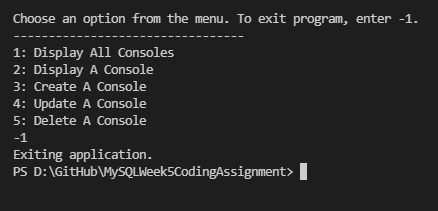 Choose an option from the menu. To exit program, enter -1.
---------------------------------
1: Display All Consoles
2: Display A Console
3: Create A Console
4: Update A Console
5: Delete A Console
-1
Exiting application.
PS D:\GitHub\MySQLWeek5CodingAssignment>